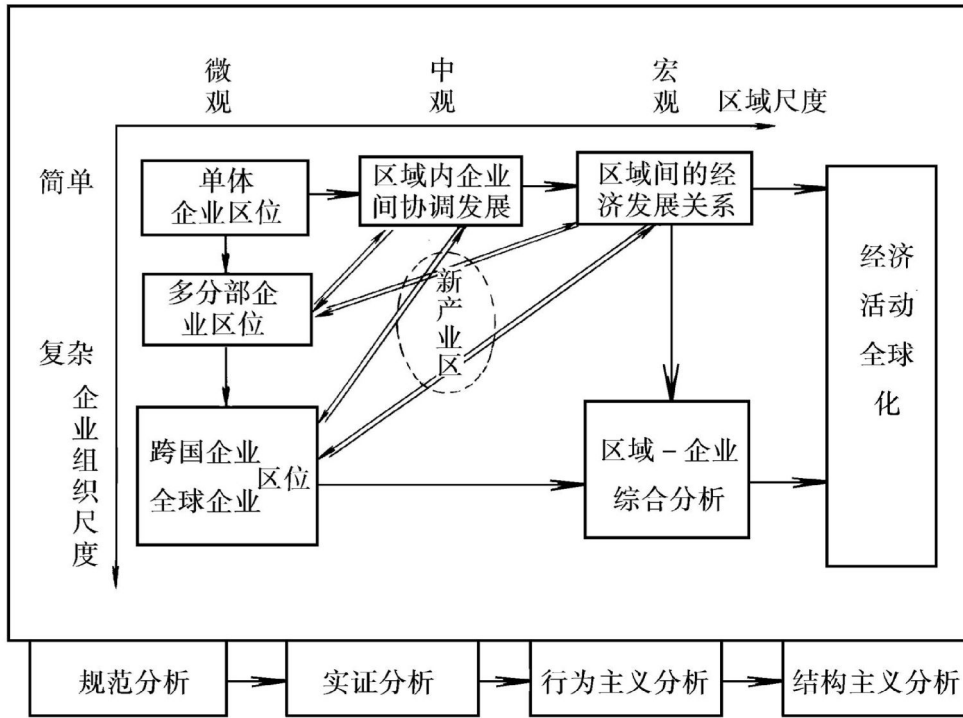 微观
中观
宏观
区域尺度
简单
单体
企业区位
区域内企业
间协调发展
区域间的经
济发展关系
经济
活动
全球
化
多分部企
业区位
新产业区
复杂
企业组织尺度
跨国企业
全球企业
区位
区域－企业
综合分析
规范分析
实证分析
行为主义分析
结构主义分析